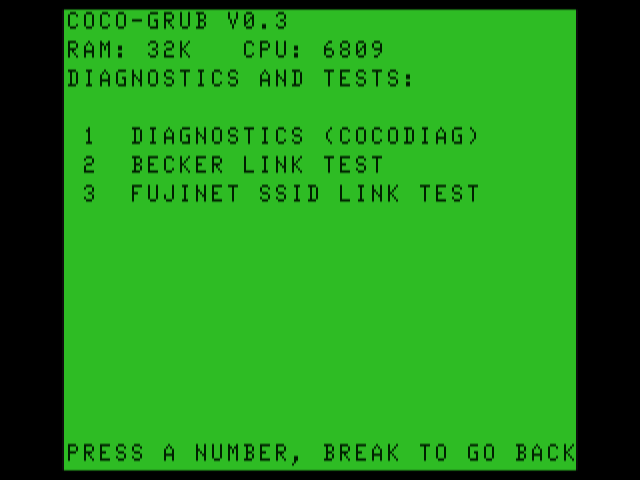 COCO-GRUB V0.3
RAM: 32K   CPU: 6809
DIAGNOSTICS AND TESTS:
1  DIAGNOSTICS (COCODIAG)
2  BECKER LINK TEST
3  FUJINET SSID LINK TEST
PRESS A NUMBER, BREAK TO GO BACK